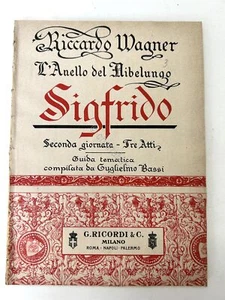 Riccardo Wagner
L'Anello del Nibelungo
Sigfrido
Seconda giornata - Tre Atti
Guida tematica
compilata da Guglielmo Bassi
G. RICORDI & C.
MILANO
ROMA - NAPOLI - PALERMO